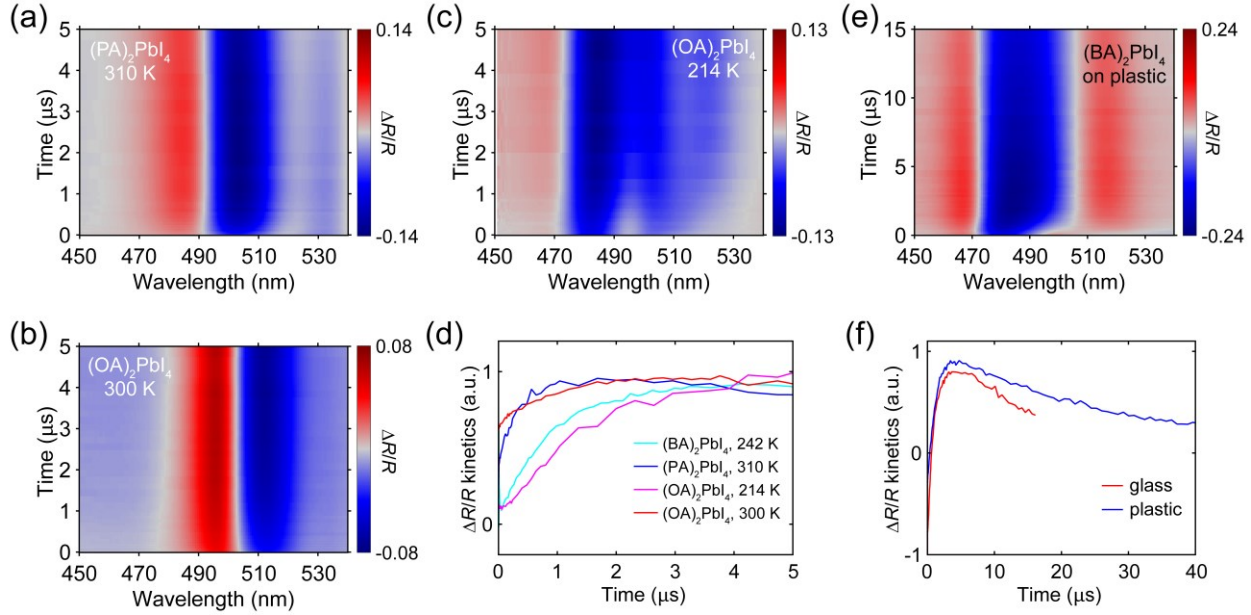 (a)
(PA)₂PbI₄
310 K
5
4
3
2
1
0
Time (μs)
450 470 490 510 530
Wavelength (nm)
0.14
ΔR/R
-0.14
(c)
(OA)₂PbI₄
214 K
5
4
3
2
1
0
Time (μs)
450 470 490 510 530
Wavelength (nm)
0.13
ΔR/R
-0.13
(e)
(BA)₂PbI₄
on plastic
15
10
5
0
Time (μs)
450 470 490 510 530
Wavelength (nm)
0.24
ΔR/R
-0.24
(b)
(OA)₂PbI₄
300 K
5
4
3
2
1
0
Time (μs)
450 470 490 510 530
Wavelength (nm)
0.08
ΔR/R
-0.08
(d)
1
0
ΔR/R kinetics (a.u.)
(BA)₂PbI₄, 242 K
(PA)₂PbI₄, 310 K
(OA)₂PbI₄, 214 K
(OA)₂PbI₄, 300 K
0 1 2 3 4 5
Time (μs)
(f)
1
0
-1
ΔR/R kinetics (a.u.)
glass
plastic
0 10 20 30 40
Time (μs)